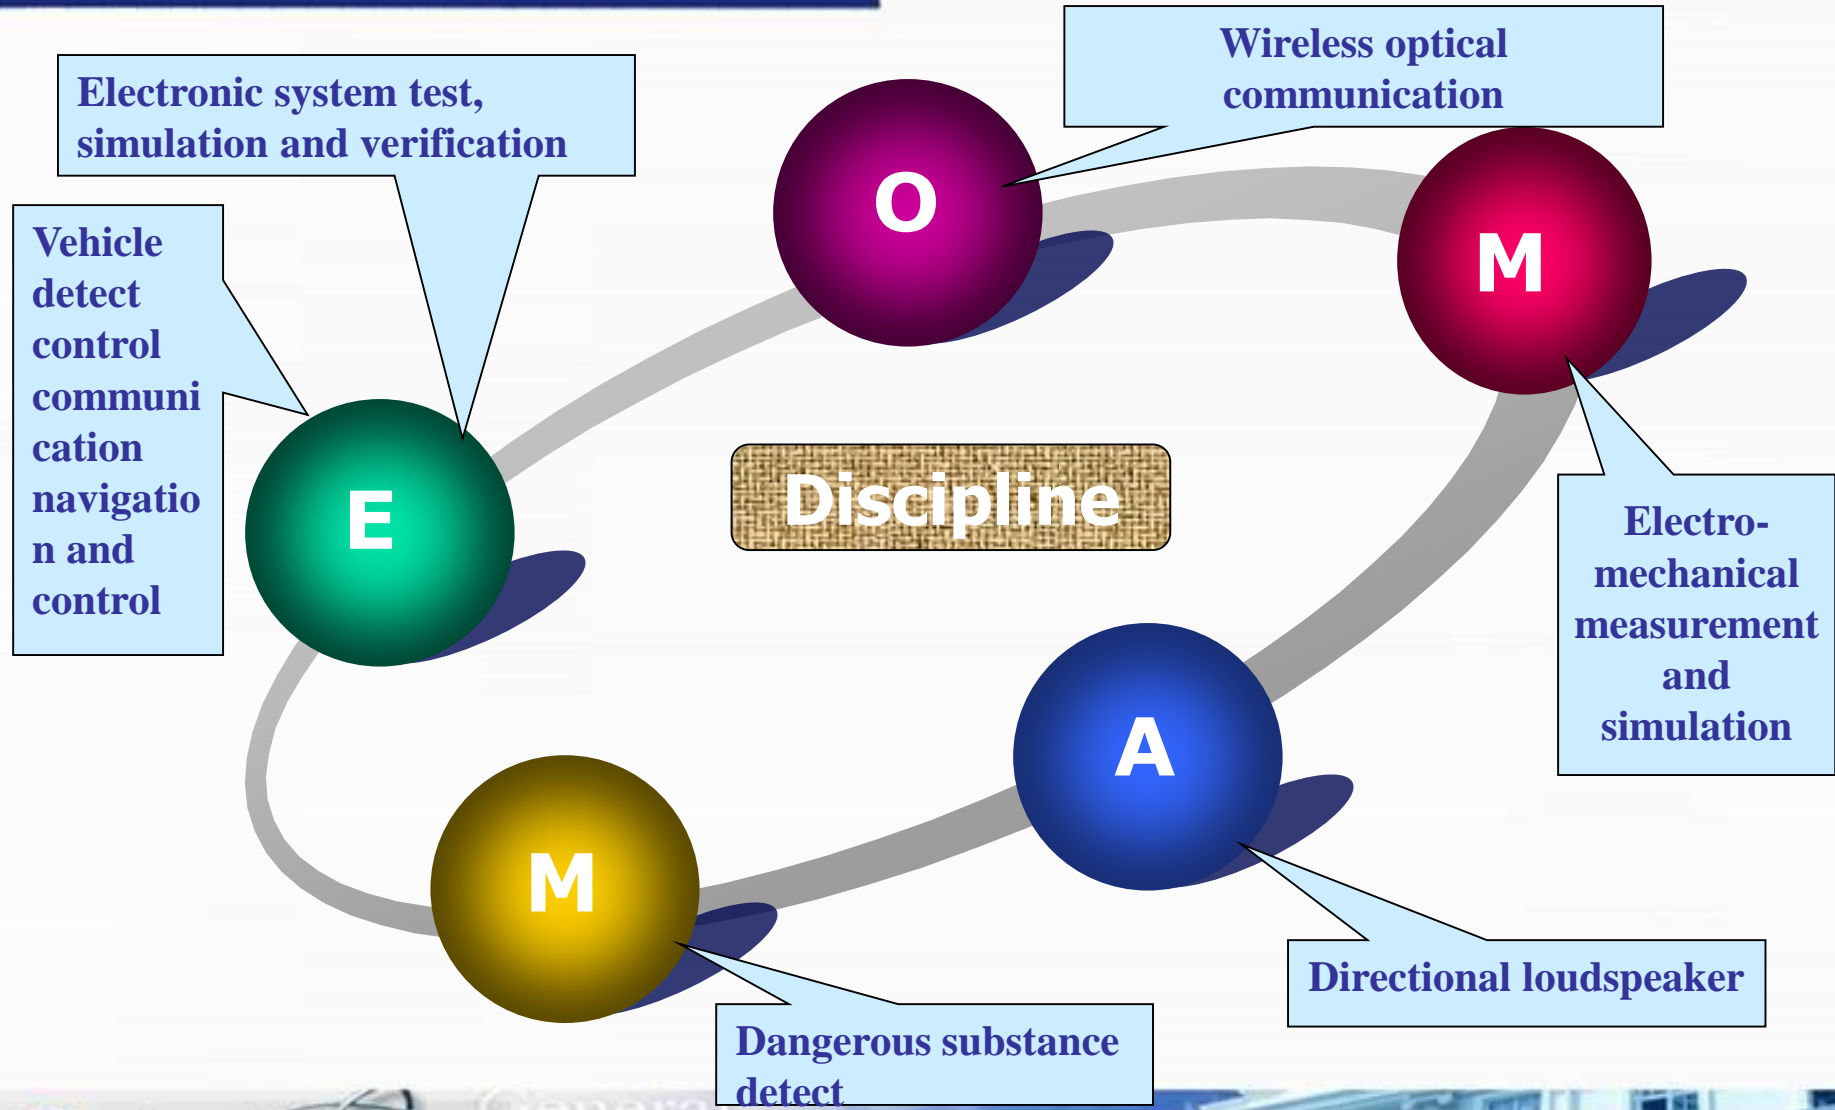 Wireless optical
communication
Electronic system test,
simulation and verification
O
M
Vehicle
detect
control
communi
cation
navigatio
n and
control
E
Discipline
Electro-
mechanical
measurement
and
simulation
A
M
Directional loudspeaker
Dangerous substance
detect